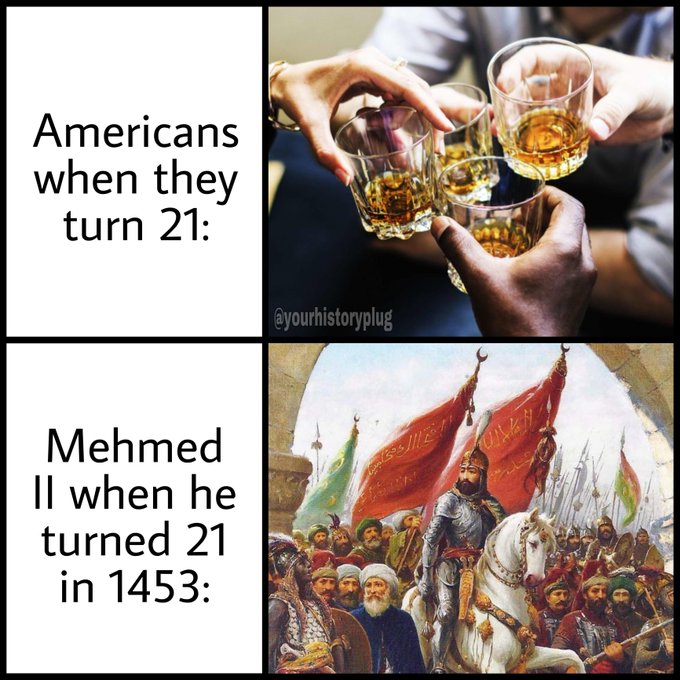 Americans
when they
turn 21:
@yourhistoryplug
Mehmed
II when he
turned 21
in 1453: